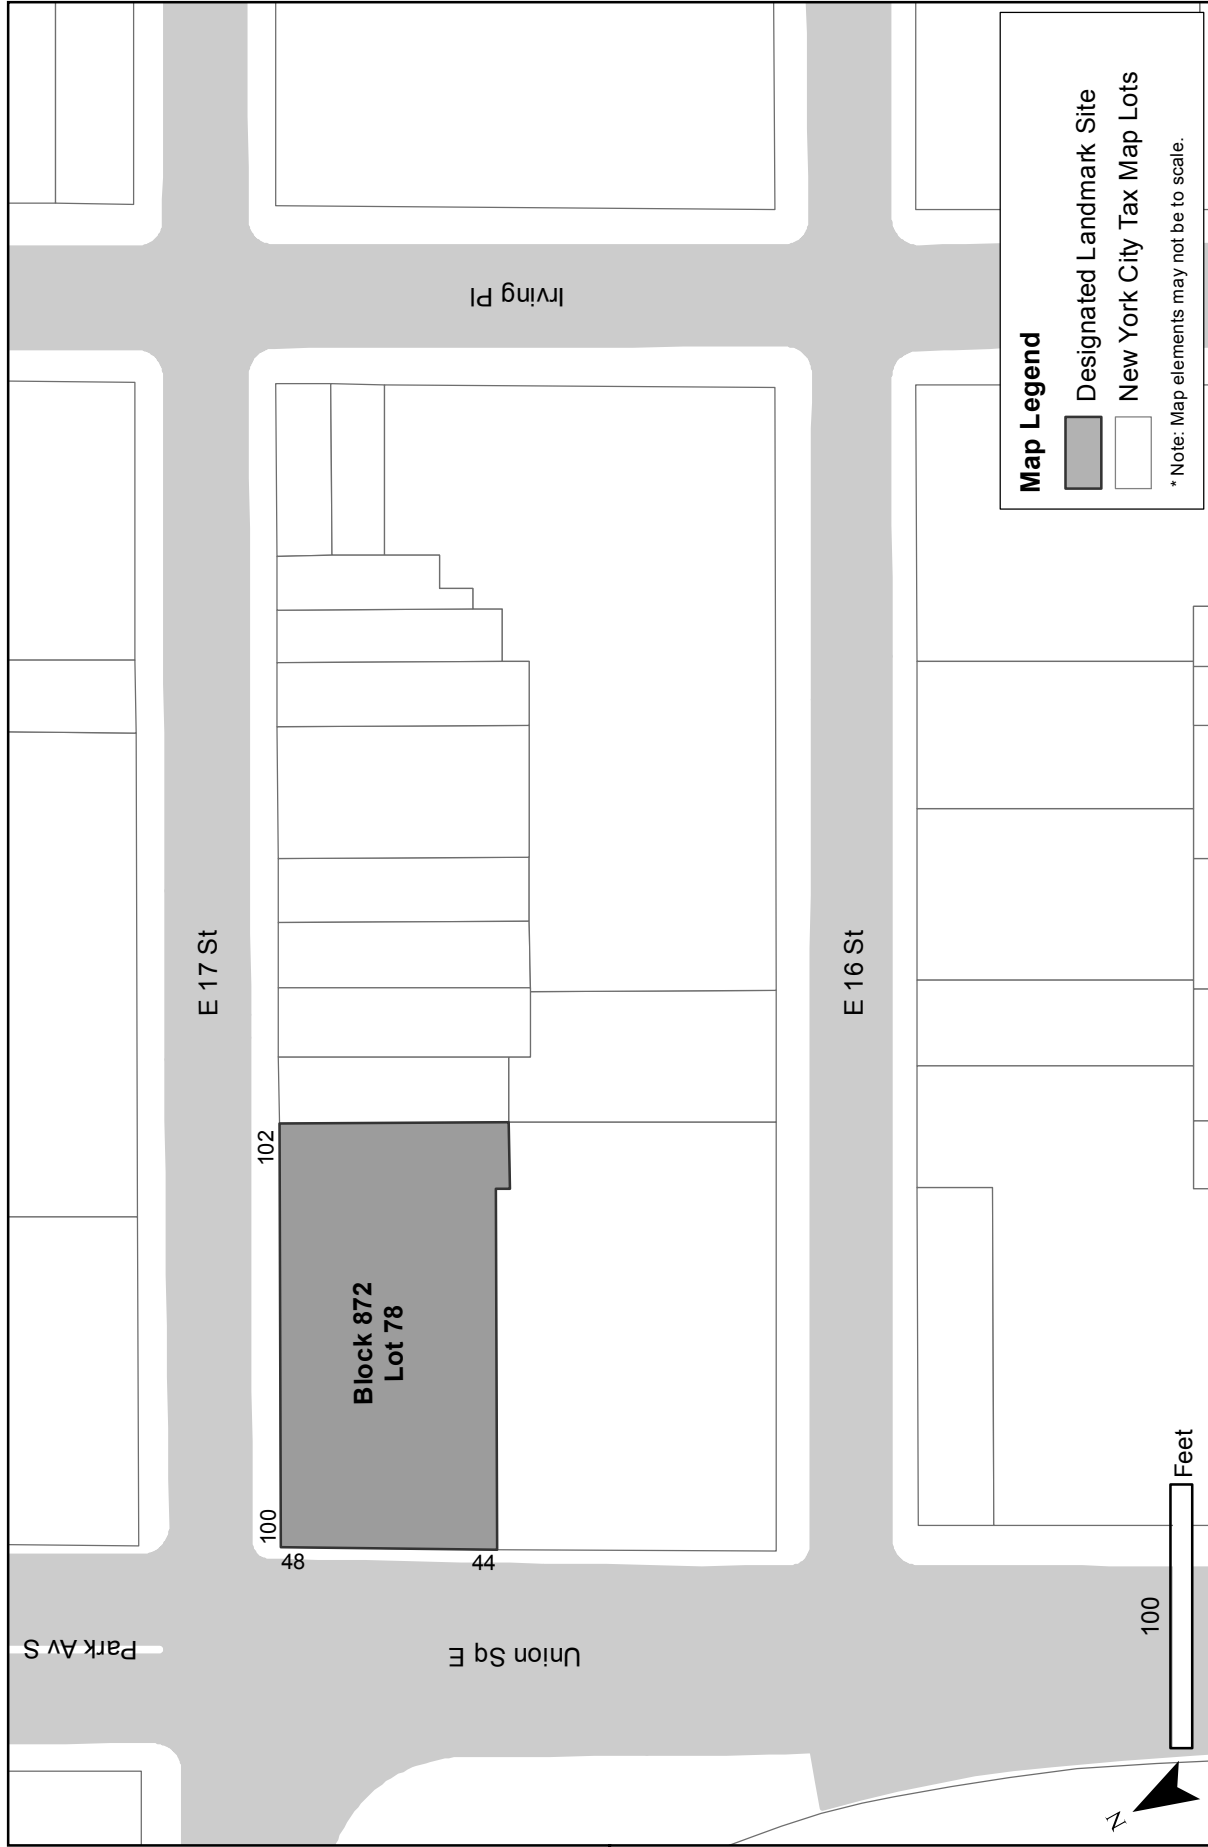 Park Av S
E 17 St
Irving Pl
100
102
48
44
Block 872
Lot 78
Union Sq E
E 16 St
Map Legend
Designated Landmark Site
New York City Tax Map Lots
* Note: Map elements may not be to scale.
100
Feet
N